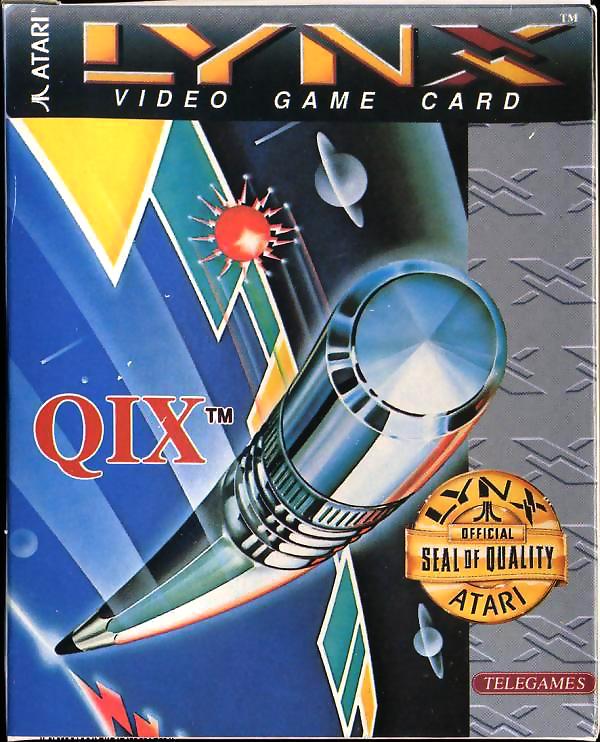 ATARI
LYNX
TM
VIDEO GAME CARD
QIX™
LYNX
OFFICIAL
SEAL OF QUALITY
ATARI
TELEGAMES